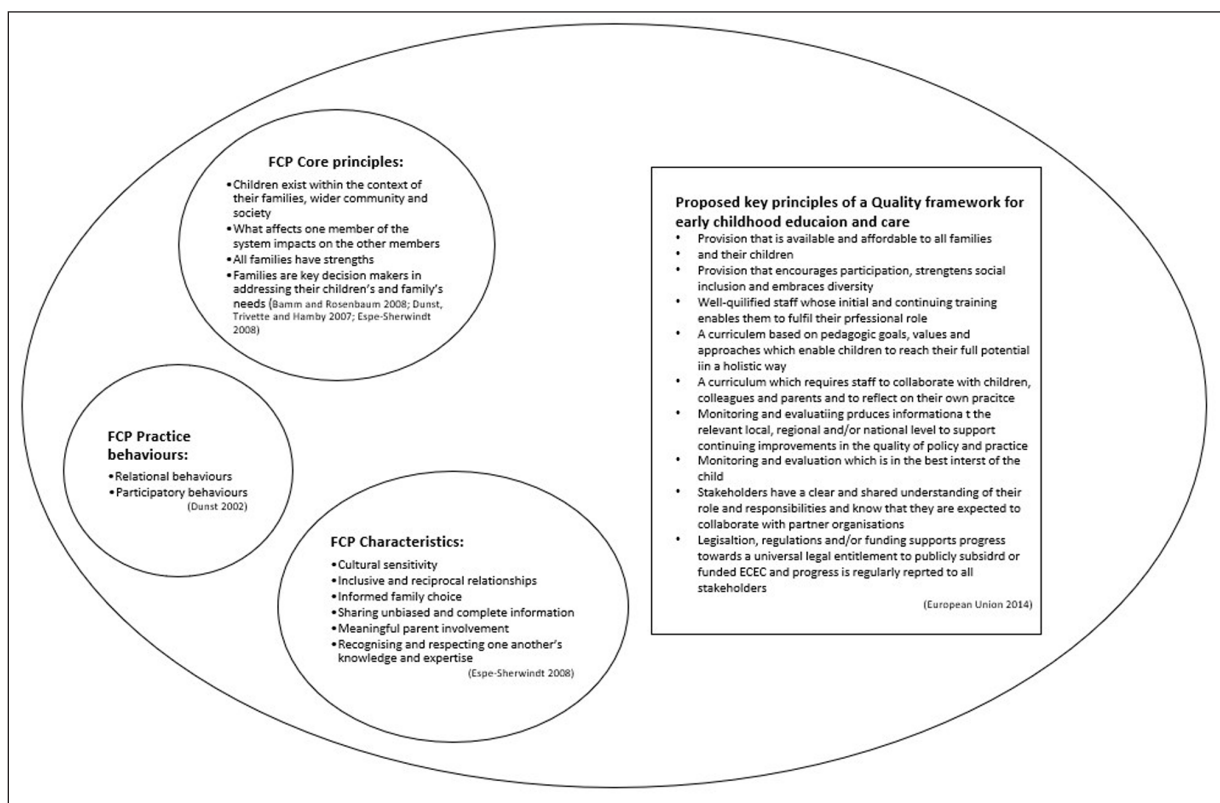 FCP Core principles:
•Children exist within the context of
their families, wider community and
society
•What affects one member of the
system impacts on the other members
•All families have strengths
•Families are key decision makers in
addressing their children's and family's
needs (Bamm and Rosenbaum 2008; Dunst,
Trivette and Hamby 2007; Espe-Sherwindt
2008)
FCP Practice
behaviours:
•Relational behaviours
•Participatory behaviours
(Dunst 2002)
FCP Characteristics:
•Cultural sensitivity
•Inclusive and reciprocal relationships
•Informed family choice
•Sharing unbiased and complete information
•Meaningful parent involvement
•Recognising and respecting one another's
knowledge and expertise
(Espe-Sherwindt 2008)
Proposed key principles of a Quality framework for
early childhood educaion and care
• Provision that is available and affordable to all families
• and their children
• Provision that encourages participation, strengtens social
inclusion and embraces diversity
• Well-quilified staff whose initial and continuing training
enables them to fulfil their prfessional role
• A curriculem based on pedagogic goals, values and
approaches which enable children to reach their full potential
iin a holistic way
• A curriculum which requires staff to collaborate with children,
colleagues and parents and to reflect on their own pracitce
• Monitoring and evaluatiing prduces informationa t the
relevant local, regional and/or national level to support
continuing improvements in the quality of policy and practice
• Monitoring and evaluation which is in the best interst of the
child
• Stakeholders have a clear and shared understanding of their
role and responsibilities and know that they are expected to
collaborate with partner organisations
• Legisaltion, regulations and/or funding supports progress
towards a universal legal entitlement to publicly subsidrd or
funded ECEC and progress is regularly reprted to all
stakeholders
(European Union 2014)